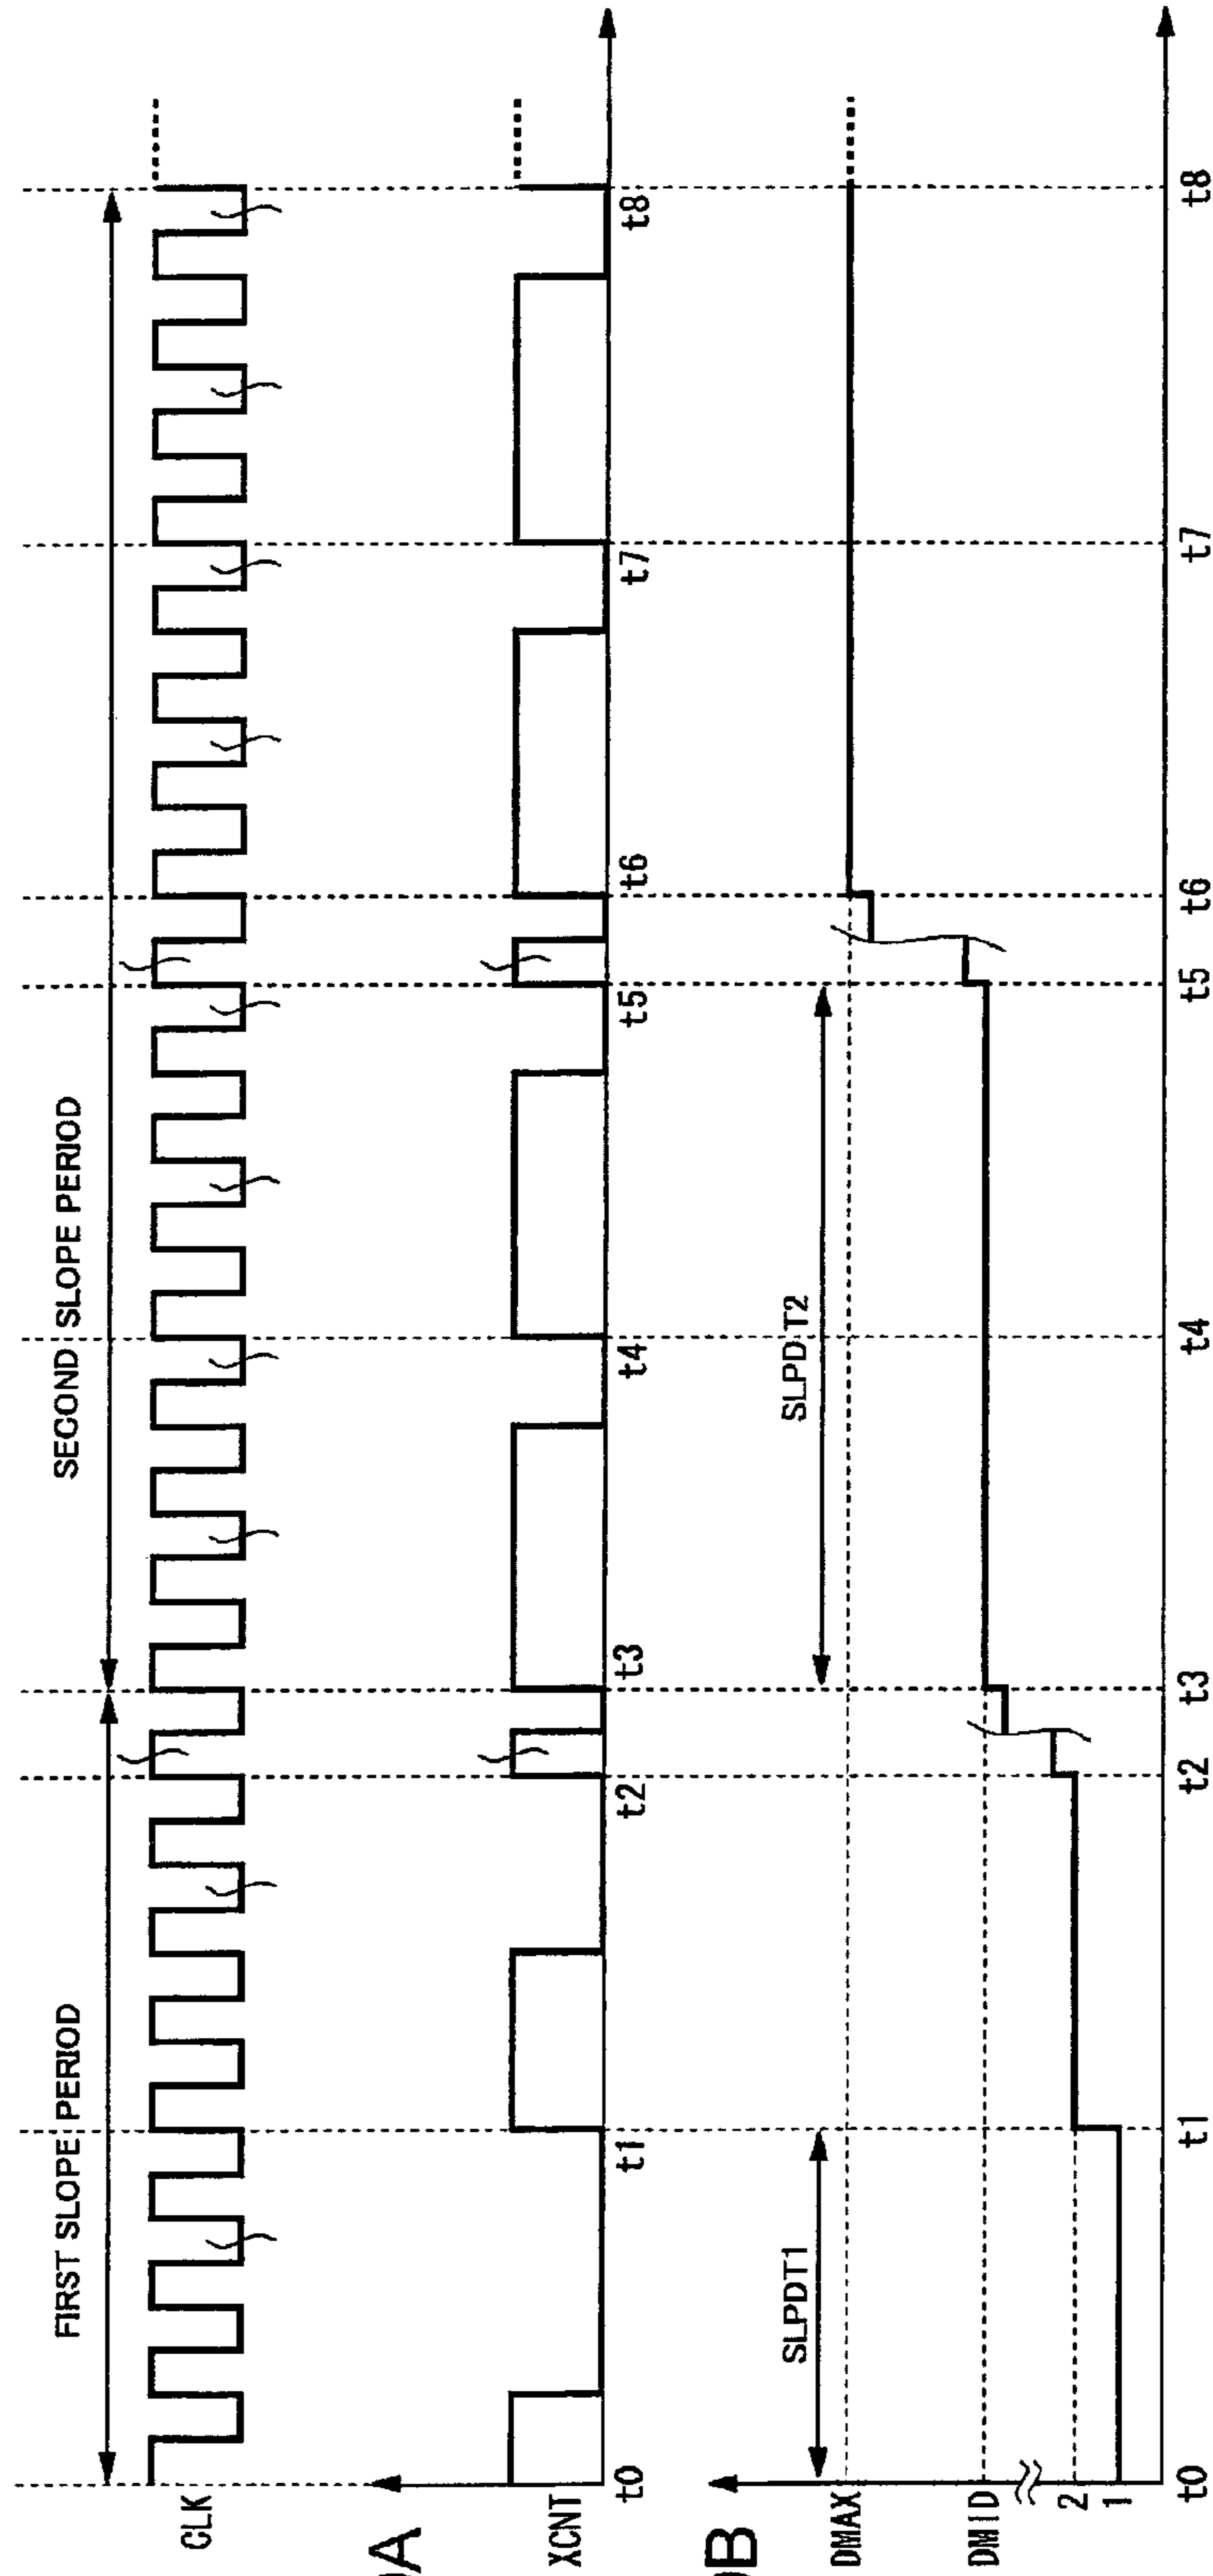 FIRST SLOPE PERIOD
SECOND SLOPE PERIOD
CLK
A
XCNT
t0
t1
t2
t3
t4
t5
t6
t7
t8
B
SLPDT1
SLPDT2
DMAX
DMID
2
1
t0
t1
t2
t3
t4
t5
t6
t7
t8